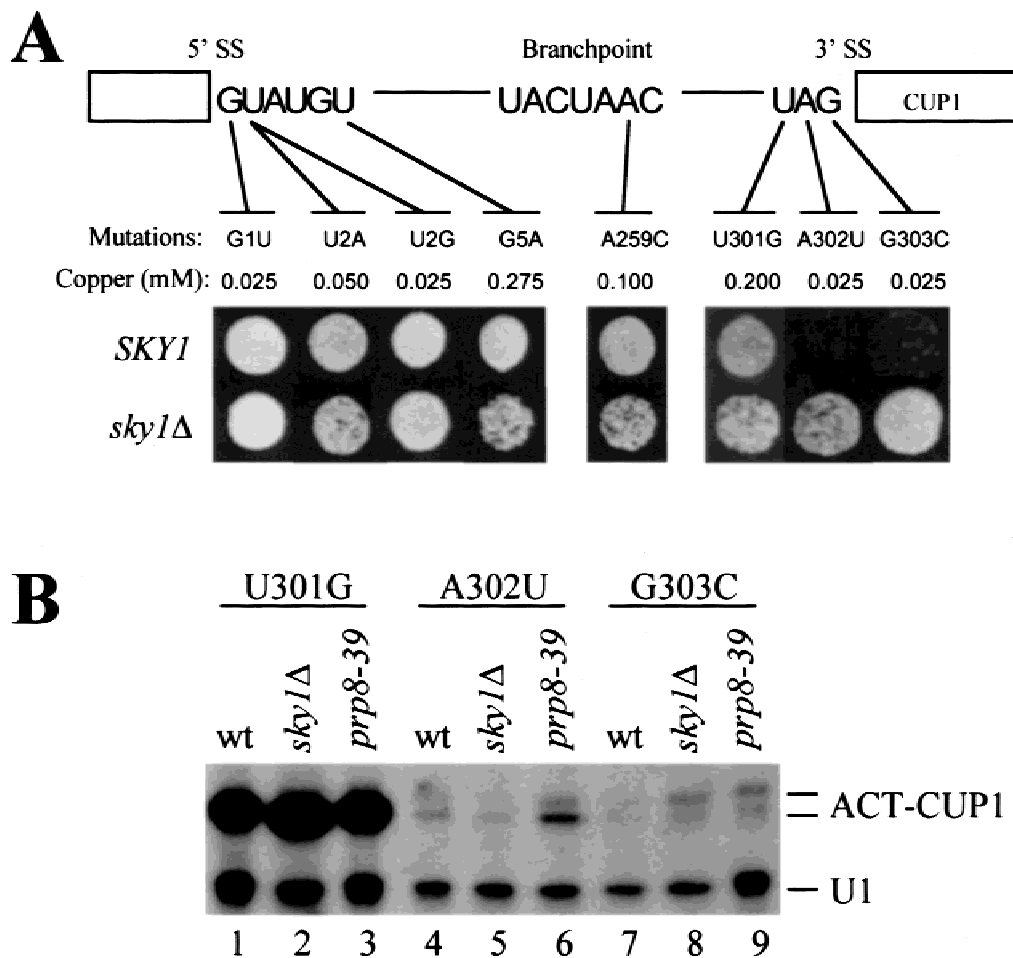 A
5' SS Branchpoint 3' SS
GUAUGU UACUAAC UAG CUP1
Mutations: G1U U2A U2G G5A A259C U301G A302U G303C
Copper (mM): 0.025 0.050 0.025 0.275 0.100 0.200 0.025 0.025
SKY1
sky1Δ
B
U301G A302U G303C
wt sky1Δ prp8-39 wt sky1Δ prp8-39 wt sky1Δ prp8-39
ACT-CUP1
U1
1 2 3 4 5 6 7 8 9